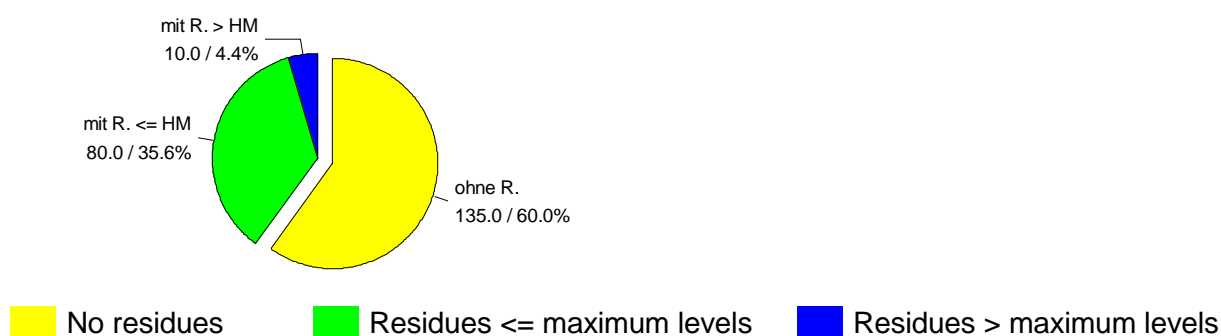 mit R. > HM
10.0 / 4.4%
mit R. <= HM
80.0 / 35.6%
ohne R.
135.0 / 60.0%
No residues
Residues <= maximum levels
Residues > maximum levels